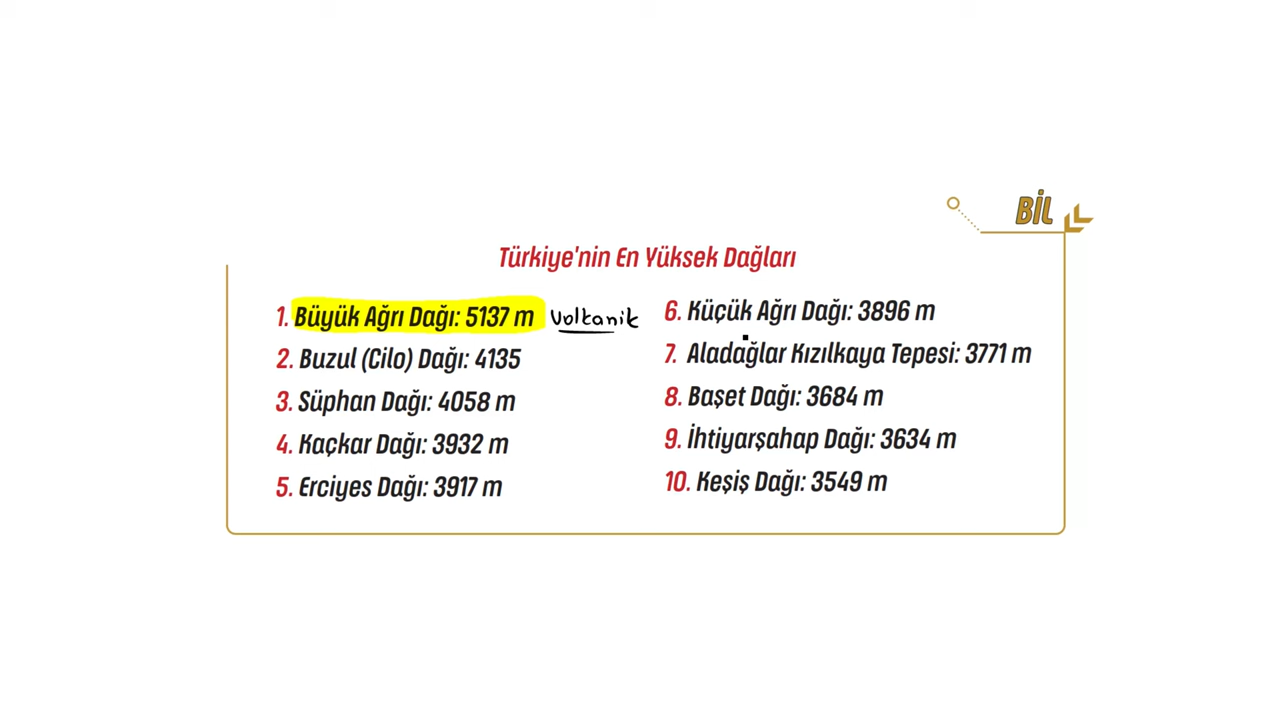 BİL
Türkiye'nin En Yüksek Dağları
1. Büyük Ağrı Dağı: 5137 m voltanik
2. Buzul (Cilo) Dağı: 4135
3. Süphan Dağı: 4058 m
4. Kaçkar Dağı: 3932 m
5. Erciyes Dağı: 3917 m
6. Küçük Ağrı Dağı: 3896 m
7. Aladağlar Kızılkaya Tepesi: 3771 m
8. Başet Dağı: 3684 m
9. İhtiyarşahap Dağı: 3634 m
10. Keşiş Dağı: 3549 m